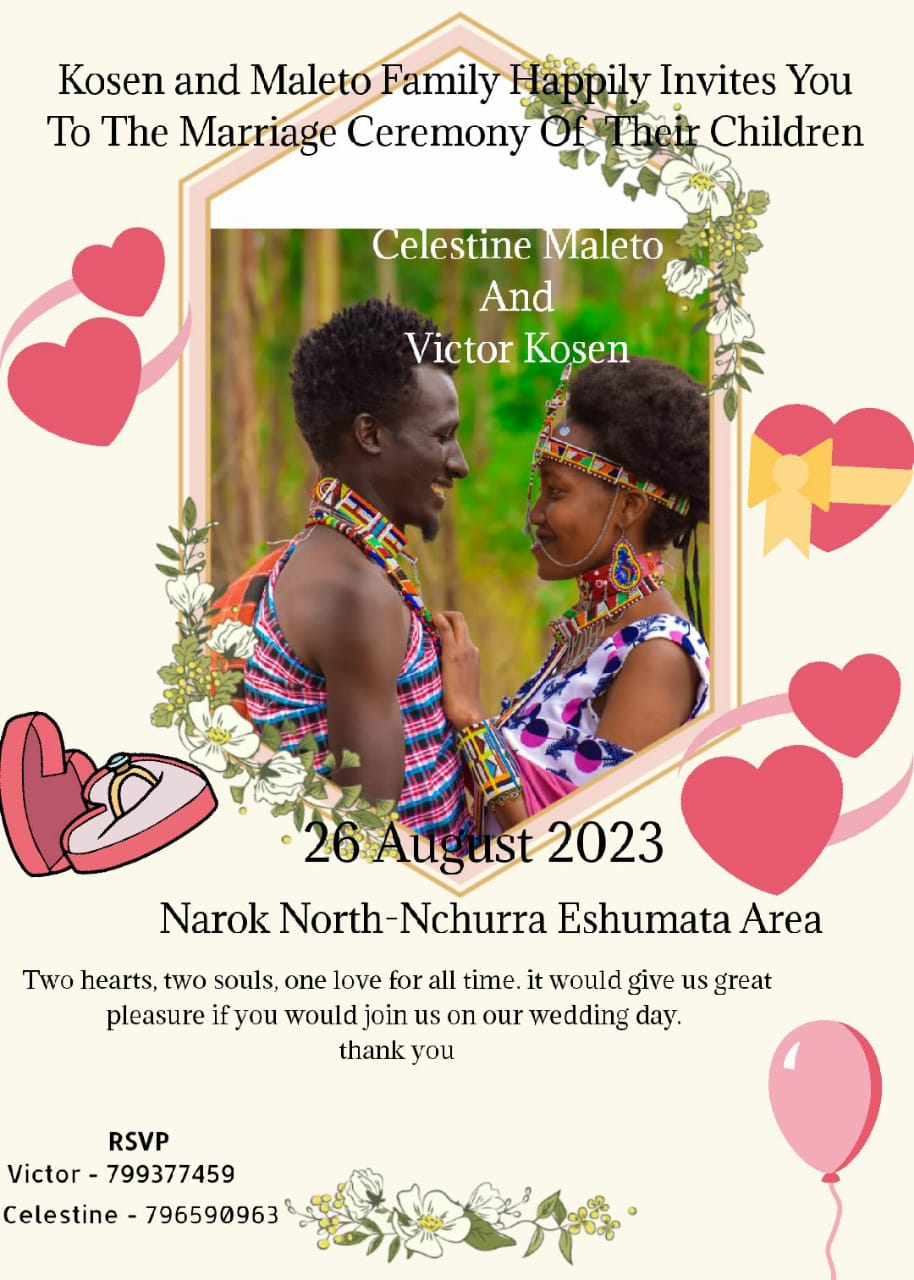 Kosen and Maleto Family Happily Invites You
To The Marriage Ceremony Of Their Children
Celestine Maleto
And
Victor Kosen
26 August 2023
Narok North-Nchurra Eshumata Area
Two hearts, two souls, one love for all time. it would give us great
pleasure if you would join us on our wedding day.
thank you
RSVP
Victor - 799377459
Celestine - 796590963